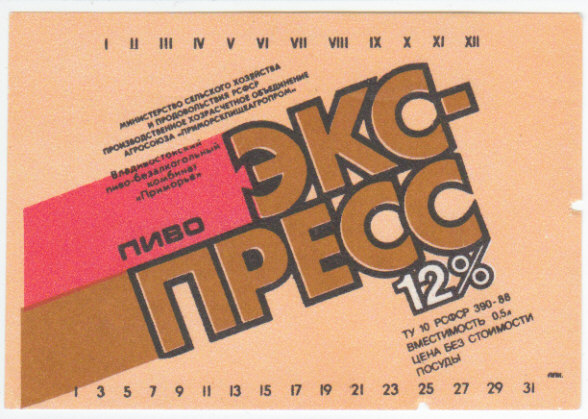 I II III IV V VI VII VIII IX X XI XII
МИНИСТЕРСТВО СЕЛЬСКОГО ХОЗЯЙСТВА
И ПРОДОВОЛЬСТВИЯ РСФСР
ПРОИЗВОДСТВЕННОЕ ХОЗРАСЧЕТНОЕ ОБЪЕДИНЕНИЕ
АГРОСОЮЗА «ПРИМОРСКПИЩЕАГРОПРОМ»
Владивостокский
пиво-безалкогольный
комбинат
«Приморье»
ПИВО
ЭКС-
ПРЕСС
12%
ТУ 10 РСФСР 390-88
ВМЕСТИМОСТЬ 0,5л
ЦЕНА БЕЗ СТОИМОСТИ
ПОСУДЫ
1 3 5 7 9 11 13 15 17 19 21 23 25 27 29 31